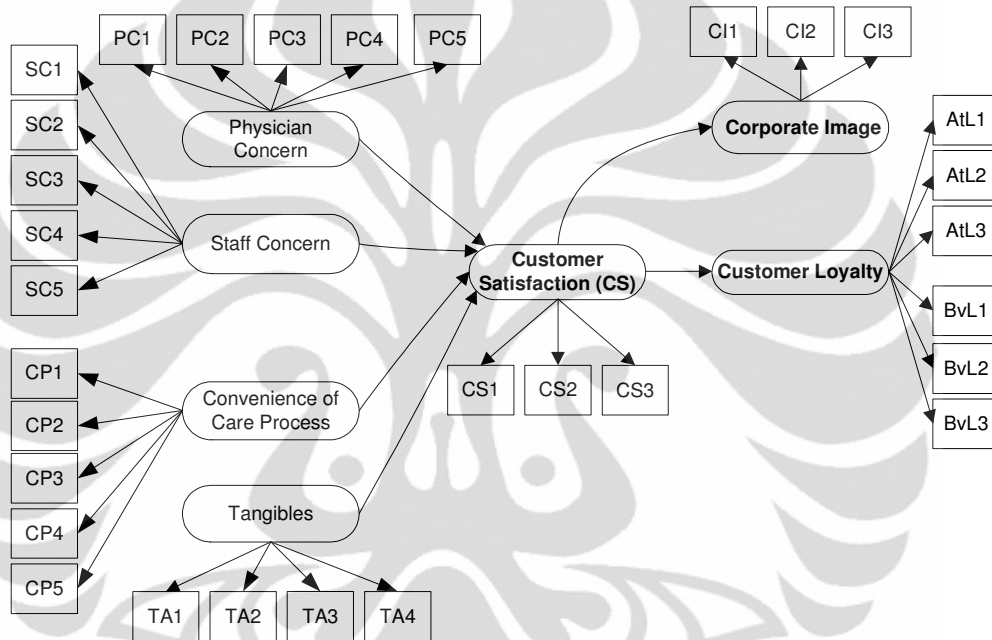 PC1 PC2 PC3 PC4 PC5
CI1 CI2 CI3
SC1
SC2
SC3
SC4
SC5
Physician
Concern
Corporate Image
AtL1
AtL2
AtL3
Staff Concern
Customer
Satisfaction (CS)
Customer Loyalty
BvL1
BvL2
BvL3
CP1
CP2
CP3
CP4
CP5
Convenience of
Care Process
CS1 CS2 CS3
Tangibles
TA1 TA2 TA3 TA4